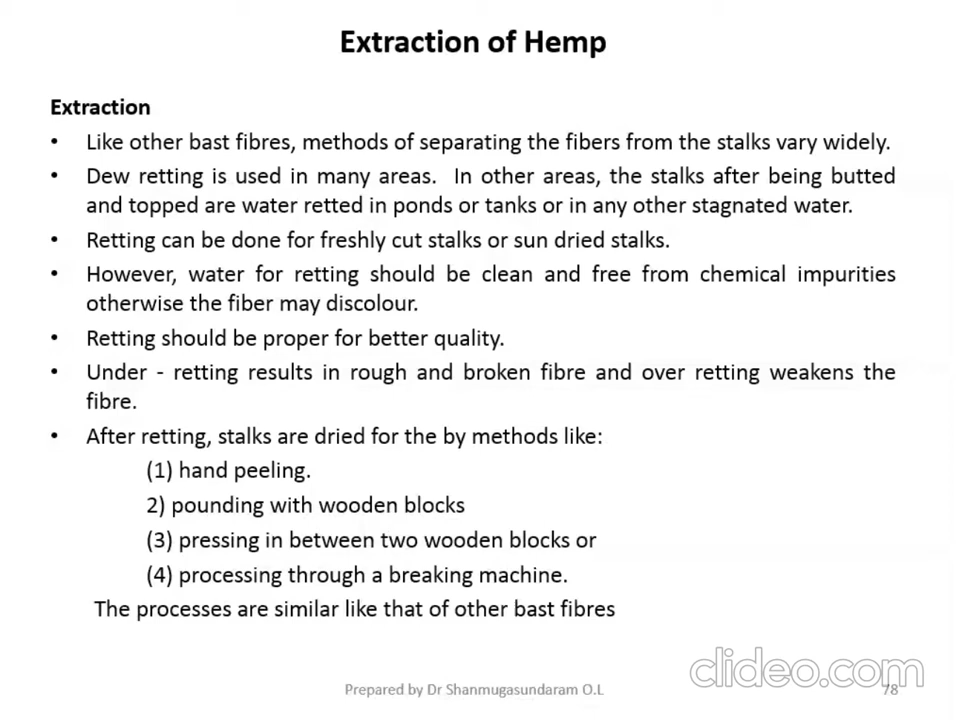 Extraction of Hemp
Extraction
• Like other bast fibres, methods of separating the fibers from the stalks vary widely.
• Dew retting is used in many areas. In other areas, the stalks after being butted
and topped are water retted in ponds or tanks or in any other stagnated water.
• Retting can be done for freshly cut stalks or sun dried stalks.
• However, water for retting should be clean and free from chemical impurities
otherwise the fiber may discolour.
• Retting should be proper for better quality.
• Under - retting results in rough and broken fibre and over retting weakens the
fibre.
• After retting, stalks are dried for the by methods like:
(1) hand peeling.
2) pounding with wooden blocks
(3) pressing in between two wooden blocks or
(4) processing through a breaking machine.
The processes are similar like that of other bast fibres
clideo.com
Prepared by Dr Shanmugasundaram O.L
78